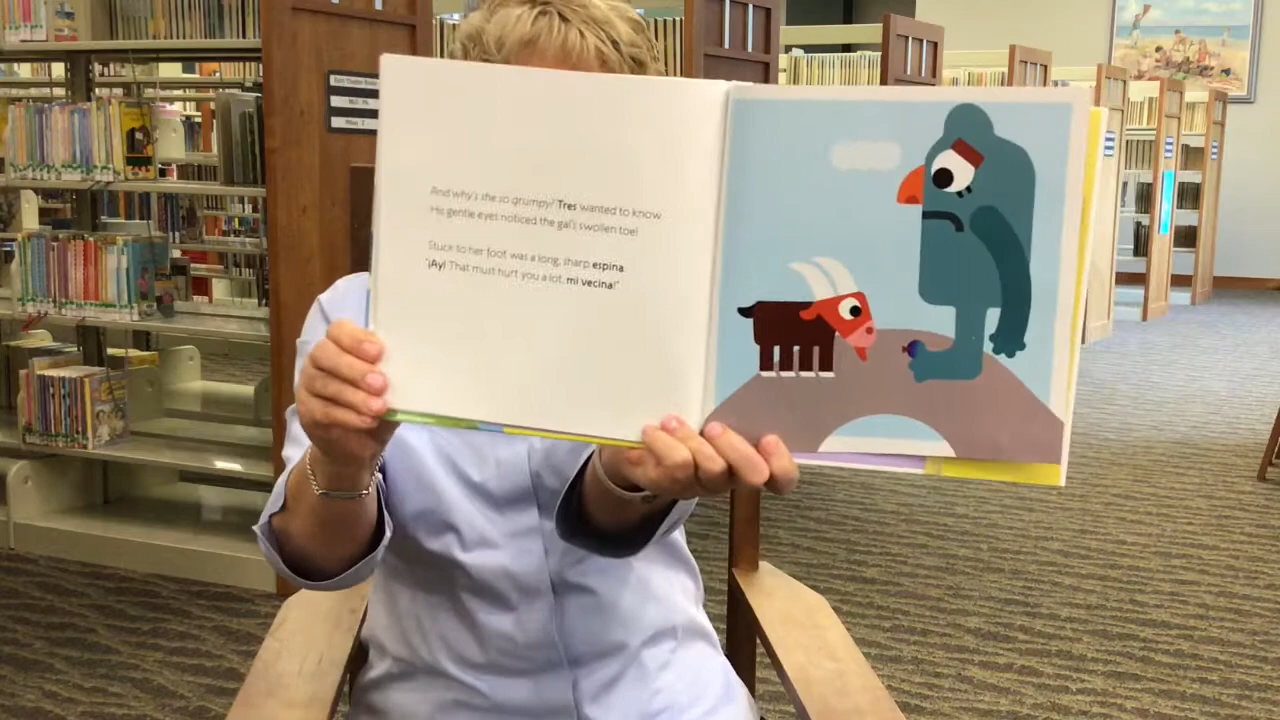 And why's she so grumpy? Tres wanted to know
His gentle eyes noticed the gal's swollen toe!
Stuck to her foot was a long, sharp espina.
"¡Ay! That must hurt you a lot, mi vecina!"